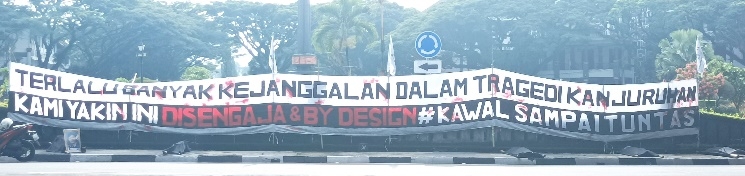 TERLALU BANYAK KEJANGGALAN DALAM TRAGEDI KANJURUHAN
KAMI YAKIN INI DISENGAJA & BY DESIGN #KAWAL SAMPAI TUNTAS